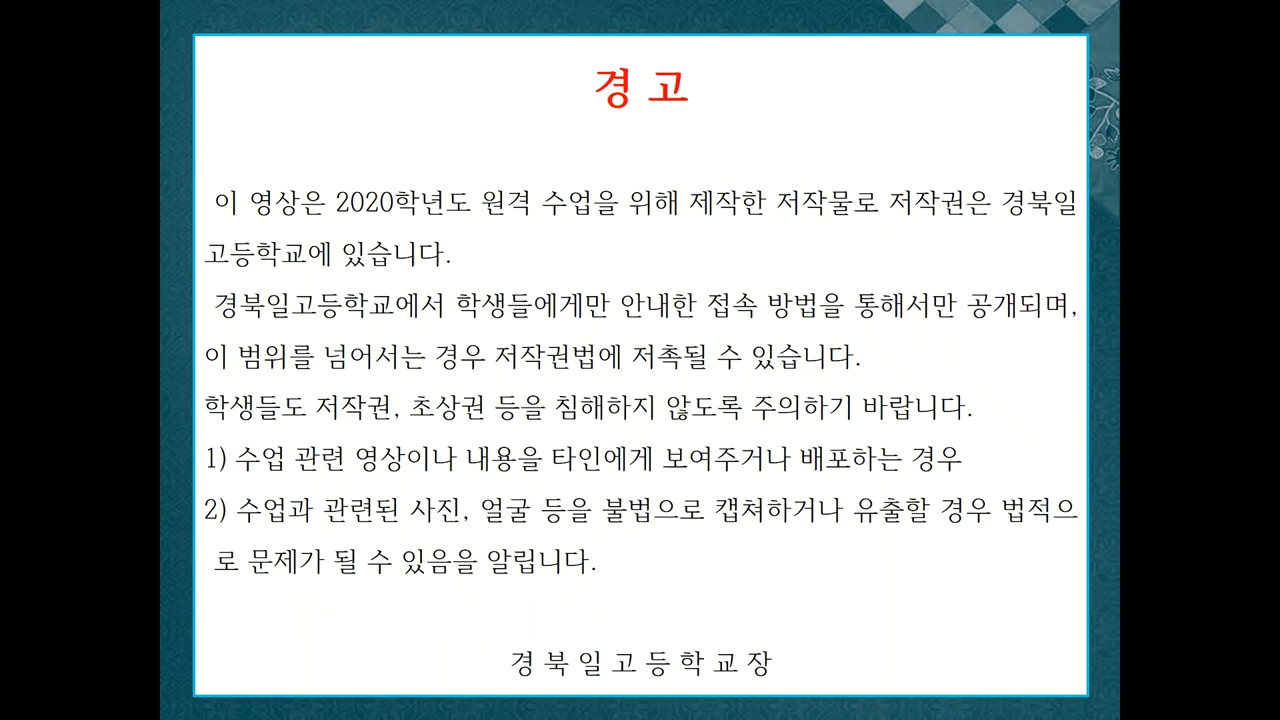 경 고
이 영상은 2020학년도 원격 수업을 위해 제작한 저작물로 저작권은 경북일
고등학교에 있습니다.
경북일고등학교에서 학생들에게만 안내한 접속 방법을 통해서만 공개되며,
이 범위를 넘어서는 경우 저작권법에 저촉될 수 있습니다.
학생들도 저작권, 초상권 등을 침해하지 않도록 주의하기 바랍니다.
1) 수업 관련 영상이나 내용을 타인에게 보여주거나 배포하는 경우
2) 수업과 관련된 사진, 얼굴 등을 불법으로 캡쳐하거나 유출할 경우 법적으
로 문제가 될 수 있음을 알립니다.
경 북 일 고 등 학 교 장